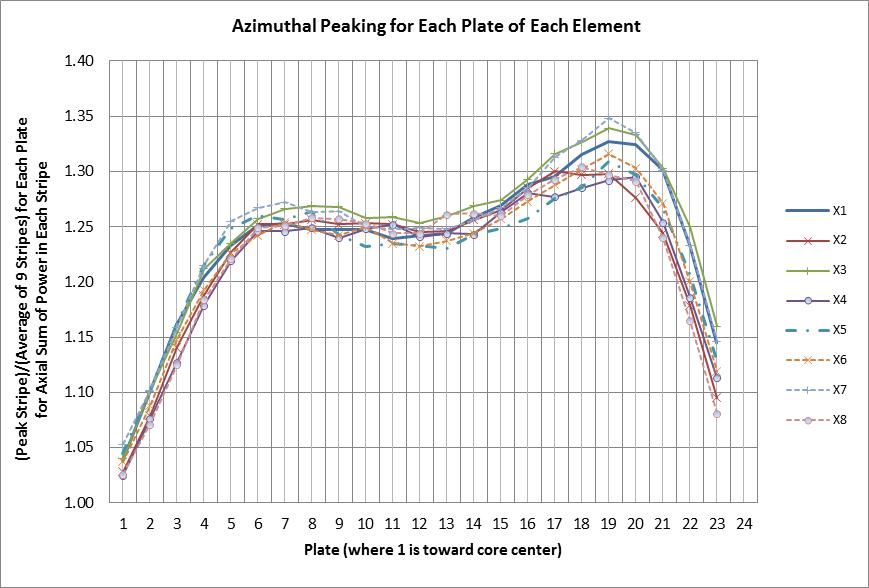 Azimuthal Peaking for Each Plate of Each Element
(Peak Stripe)/(Average of 9 Stripes) for Each Plate
for Axial Sum of Power in Each Stripe
1.40
1.35
1.30
1.25
1.20
1.15
1.10
1.05
1.00
1 2 3 4 5 6 7 8 9 10 11 12 13 14 15 16 17 18 19 20 21 22 23 24
Plate (where 1 is toward core center)
X1
X2
X3
X4
X5
X6
X7
X8